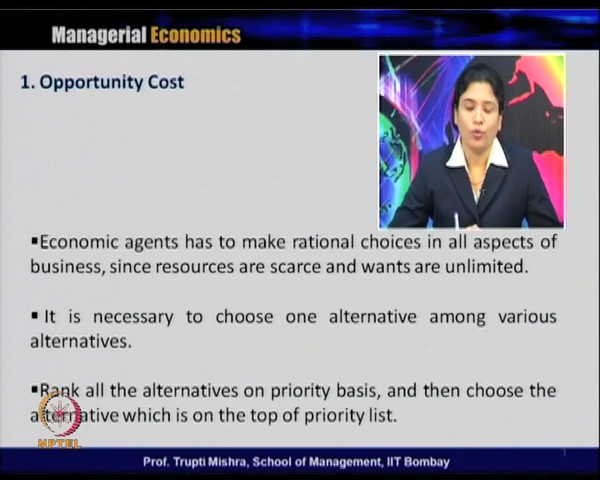 Managerial Economics
1. Opportunity Cost
▪Economic agents has to make rational choices in all aspects of
business, since resources are scarce and wants are unlimited.
▪ It is necessary to choose one alternative among various
alternatives.
▪Rank all the alternatives on priority basis, and then choose the
alternative which is on the top of priority list.
NPTEL
Prof. Trupti Mishra, School of Management, IIT Bombay